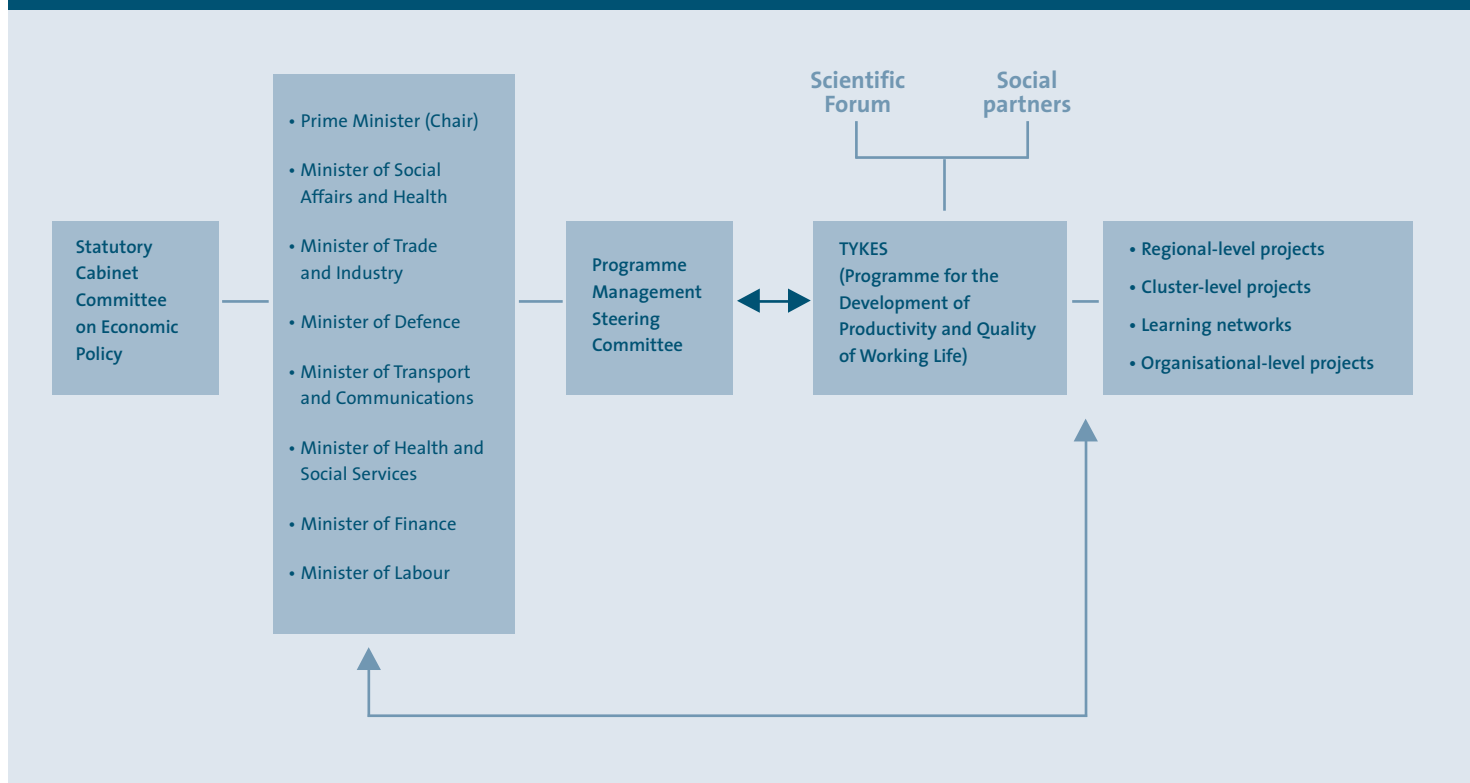 Statutory
Cabinet
Committee
on Economic
Policy
• Prime Minister (Chair)
• Minister of Social
Affairs and Health
• Minister of Trade
and Industry
• Minister of Defence
• Minister of Transport
and Communications
• Minister of Health and
Social Services
• Minister of Finance
• Minister of Labour
Programme
Management
Steering
Committee
Scientific
Forum
Social
partners
TYKES
(Programme for the
Development of
Productivity and Quality
of Working Life)
• Regional-level projects
• Cluster-level projects
• Learning networks
• Organisational-level projects